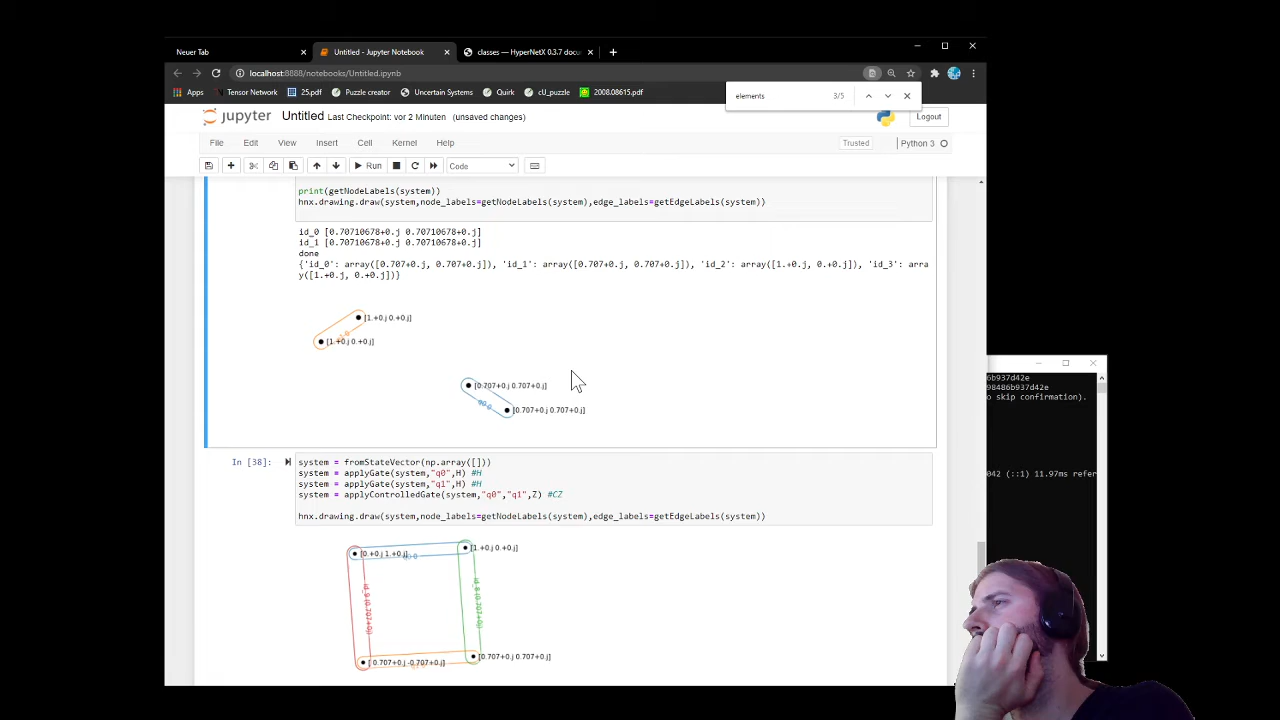 Neuer Tab
Untitled - Jupyter Notebook
classes — HyperNetX 0.3.7 docu
localhost:8888/notebooks/Untitled.ipynb
Apps
Tensor Network
25.pdf
Puzzle creator
Uncertain Systems
Quirk
cU_puzzle
2008.08615.pdf
elements
3/5
jupyter
Untitled Last Checkpoint: vor 2 Minuten (unsaved changes)
Logout
File Edit View Insert Cell Kernel Help
Trusted
Python 3
Run
Code
print(getNodeLabels(system))
hnx.drawing.draw(system,node_labels=getNodeLabels(system),edge_labels=getEdgeLabels(system))
id_0 [0.70710678+0.j 0.70710678+0.j]
id_1 [0.70710678+0.j 0.70710678+0.j]
done
{'id_0': array([0.707+0.j, 0.707+0.j]), 'id_1': array([0.707+0.j, 0.707+0.j]), 'id_2': array([1.+0.j, 0.+0.j]), 'id_3': arra
y([1.+0.j, 0.+0.j])}
[1.+0.j 0.+0.j]
[1.+0.j 0.+0.j]
[0.707+0.j 0.707+0.j]
[0.707+0.j 0.707+0.j]
In [38]:
system = fromStateVector(np.array([]))
system = applyGate(system,"q0",H) #H
system = applyGate(system,"q1",H) #H
system = applyControlledGate(system,"q0","q1",Z) #CZ
hnx.drawing.draw(system,node_labels=getNodeLabels(system),edge_labels=getEdgeLabels(system))
[0.+0.j 1.+0.j]
[1.+0.j 0.+0.j]
[ 0.707+0.j -0.707+0.j]
[0.707+0.j 0.707+0.j]
6b937d42e
98486b937d42e
o skip confirmation).
042 (::1) 11.97ms refer